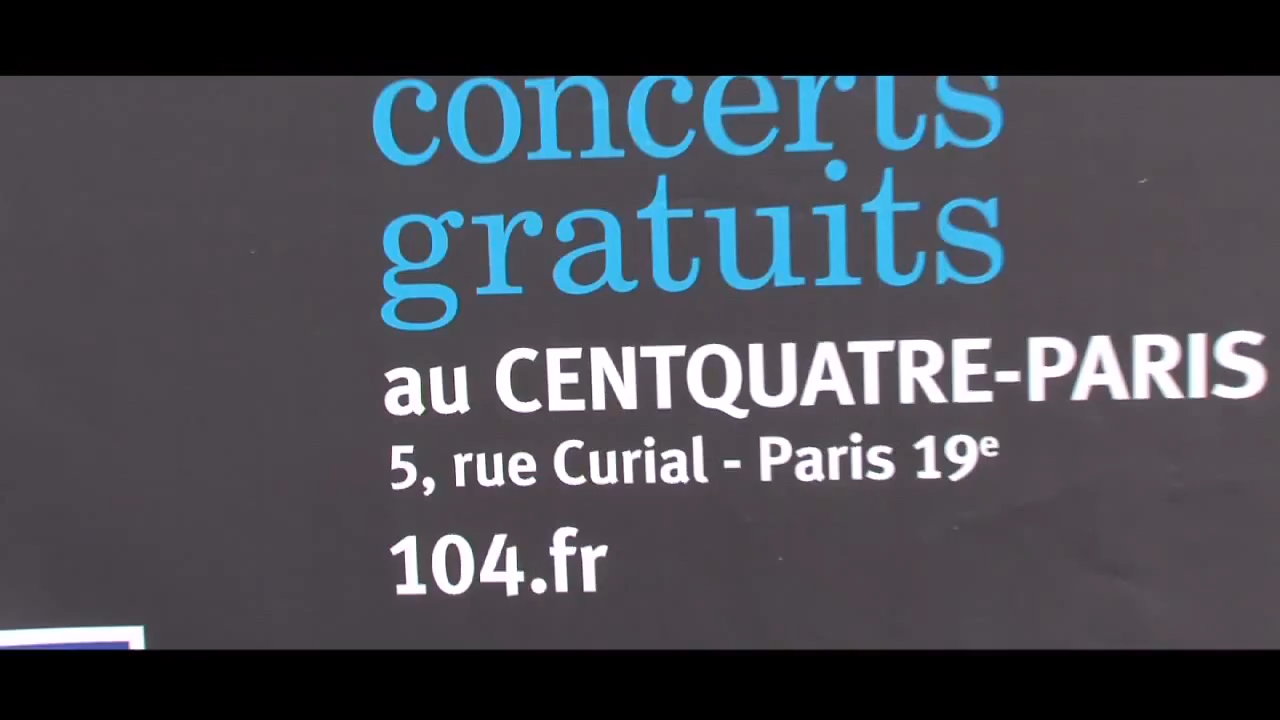 concerts
gratuits
au CENTQUATRE-PARIS
5, rue Curial - Paris 19e
104.fr